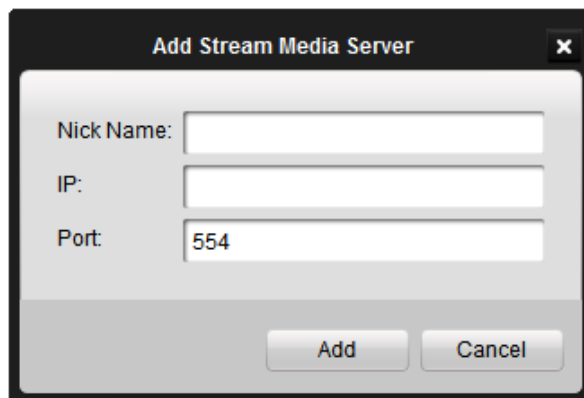 Add Stream Media Server
Nick Name:
IP:
Port: 554
Add Cancel